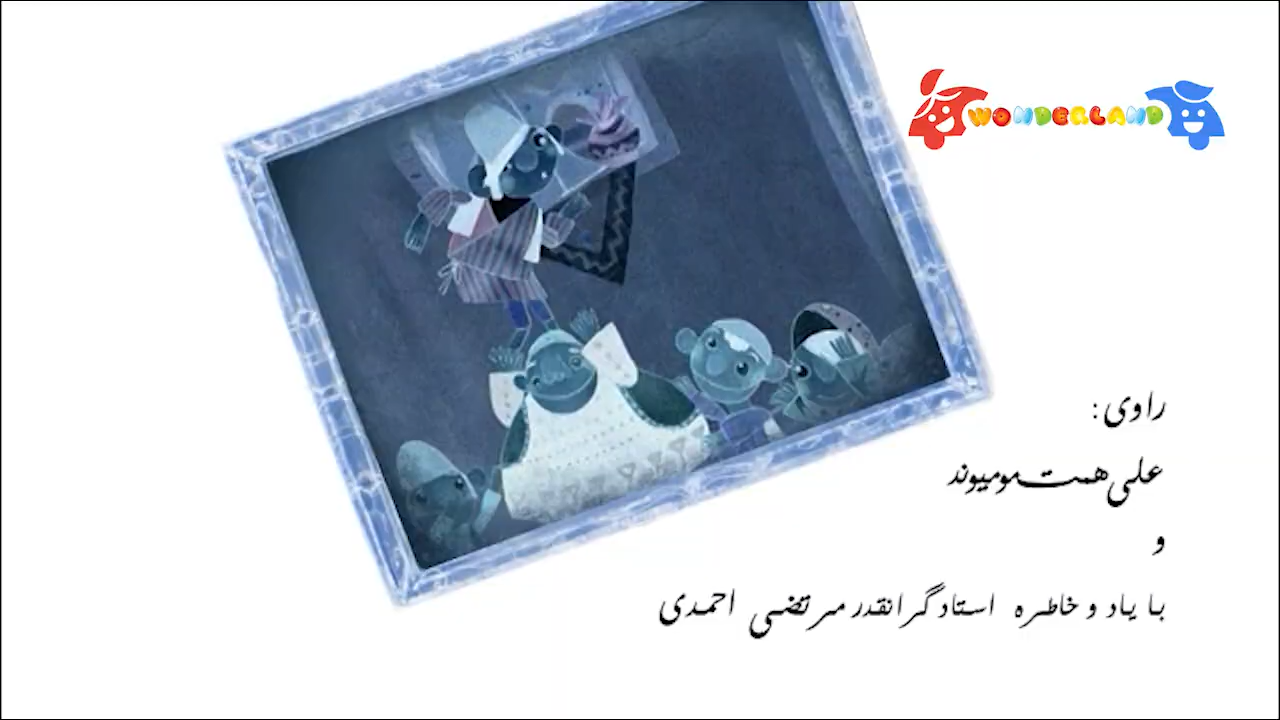 WONDERLAND
راوی:
علی همت مومیوند
و
با یاد و خاطره استاد گرانقدر مرتضی احمدی